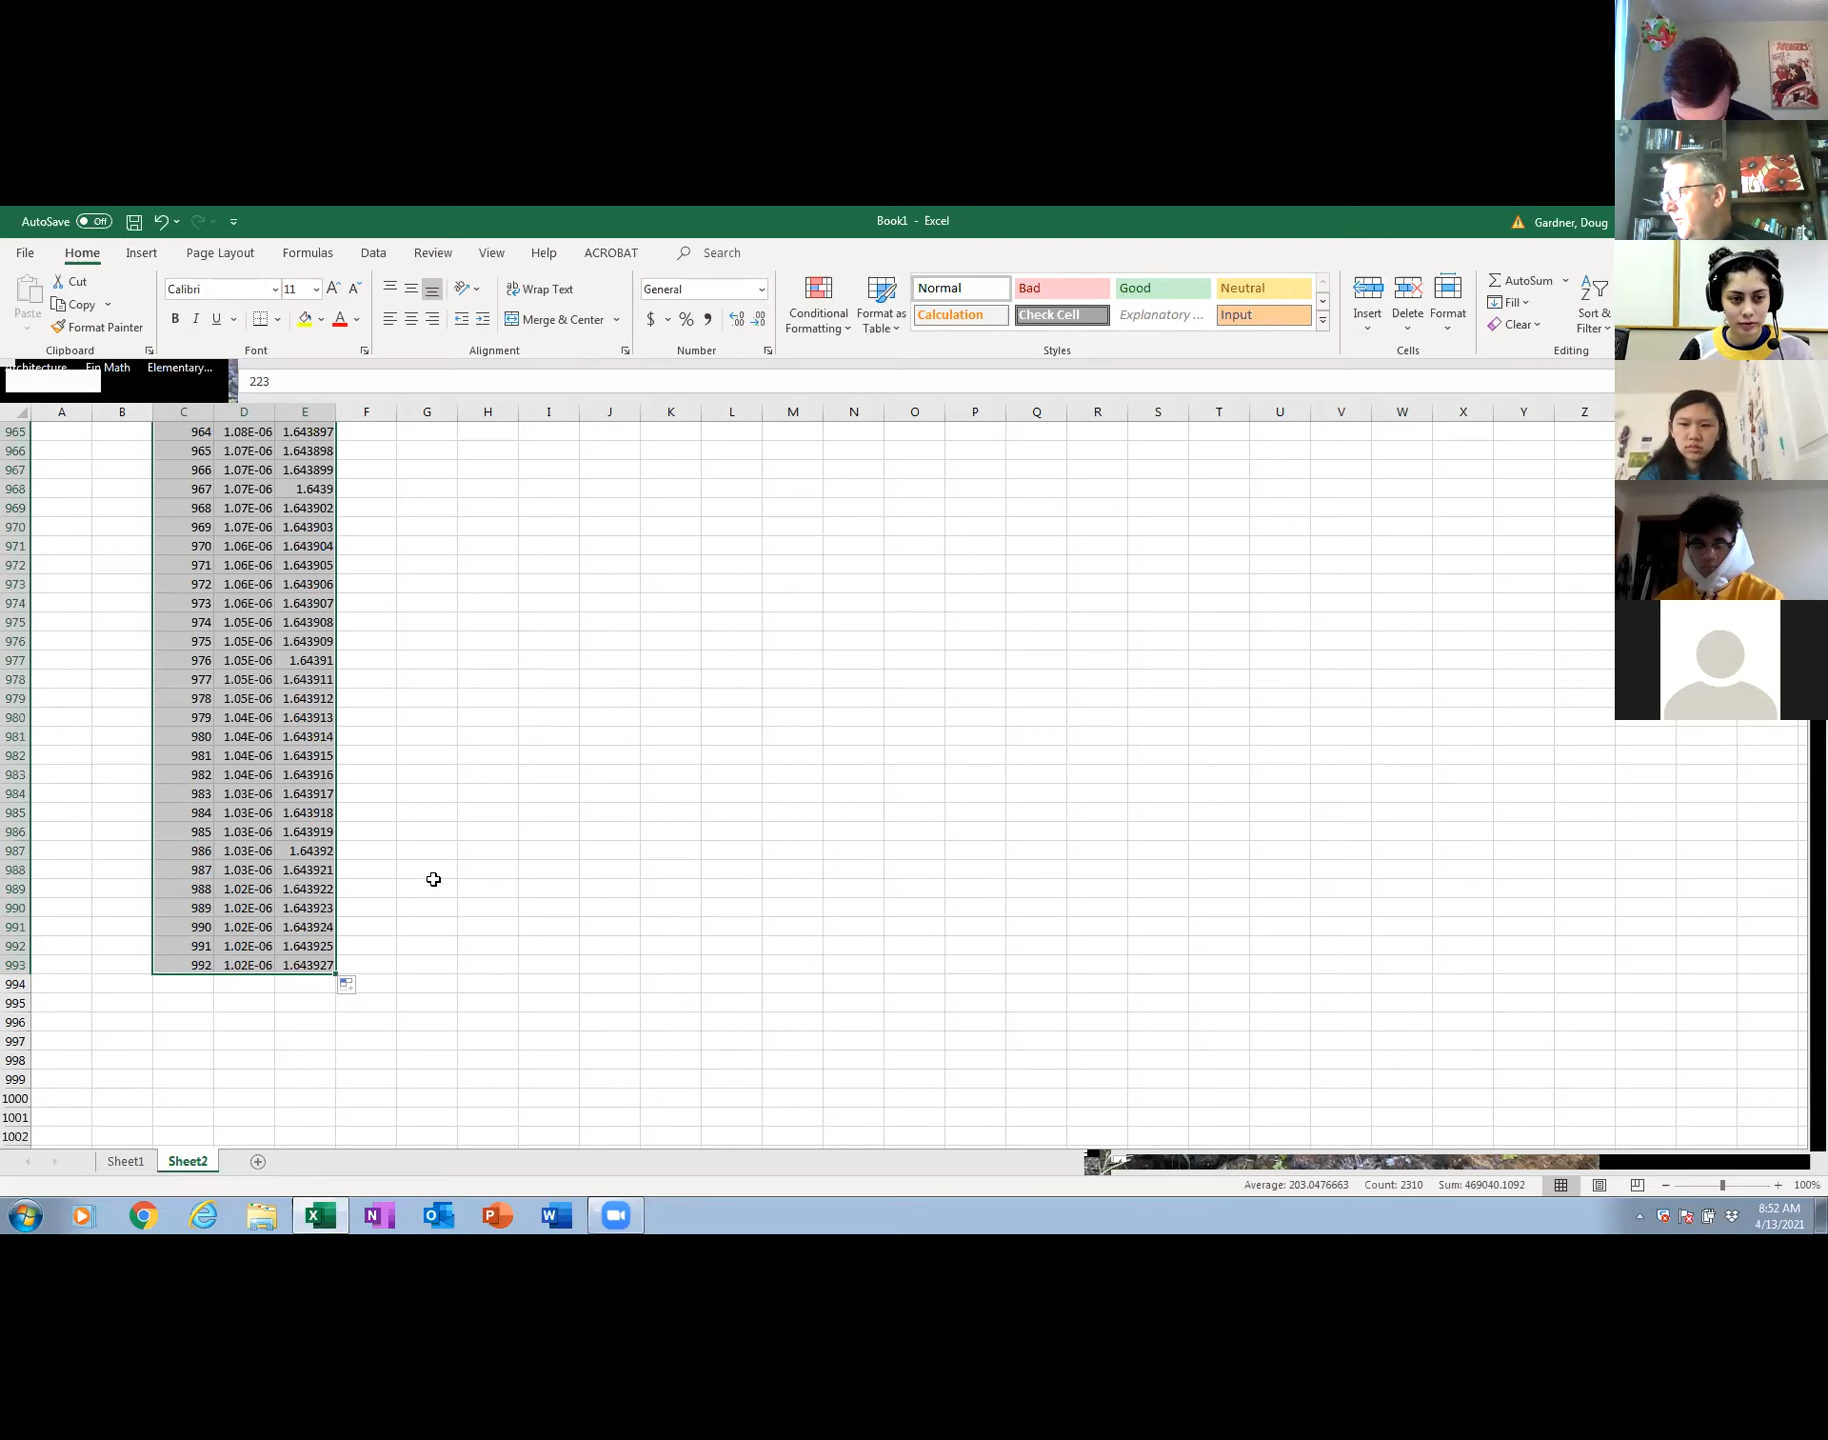 AVENGERS
AutoSave Off
Book1 - Excel
Gardner, Doug
File Home Insert Page Layout Formulas Data Review View Help ACROBAT Search
Paste
Cut
Copy
Format Painter
Clipboard
Calibri 11 A A
B I U A
Font
Wrap Text
Merge & Center
Alignment
General
$ % , .00 .0
Number
Conditional Formatting
Format as Table
Normal Bad Good Neutral
Calculation Check Cell Explanatory ... Input
Styles
Insert Delete Format
Cells
AutoSum
Fill
Clear
Sort & Filter
Editing
Architecture... Fin Math Elementary...
223
A B C D E F G H I J K L M N O P Q R S T U V W X Y Z
965 964 1.08E-06 1.643897
966 965 1.07E-06 1.643898
967 966 1.07E-06 1.643899
968 967 1.07E-06 1.6439
969 968 1.07E-06 1.643902
970 969 1.07E-06 1.643903
971 970 1.06E-06 1.643904
972 971 1.06E-06 1.643905
973 972 1.06E-06 1.643906
974 973 1.06E-06 1.643907
975 974 1.05E-06 1.643908
976 975 1.05E-06 1.643909
977 976 1.05E-06 1.64391
978 977 1.05E-06 1.643911
979 978 1.05E-06 1.643912
980 979 1.04E-06 1.643913
981 980 1.04E-06 1.643914
982 981 1.04E-06 1.643915
983 982 1.04E-06 1.643916
984 983 1.03E-06 1.643917
985 984 1.03E-06 1.643918
986 985 1.03E-06 1.643919
987 986 1.03E-06 1.64392
988 987 1.03E-06 1.643921
989 988 1.02E-06 1.643922
990 989 1.02E-06 1.643923
991 990 1.02E-06 1.643924
992 991 1.02E-06 1.643925
993 992 1.02E-06 1.643927
994
995
996
997
998
999
1000
1001
1002
Sheet1 Sheet2
Average: 203.0476663 Count: 2310 Sum: 469040.1092 100%
8:52 AM
4/13/2021